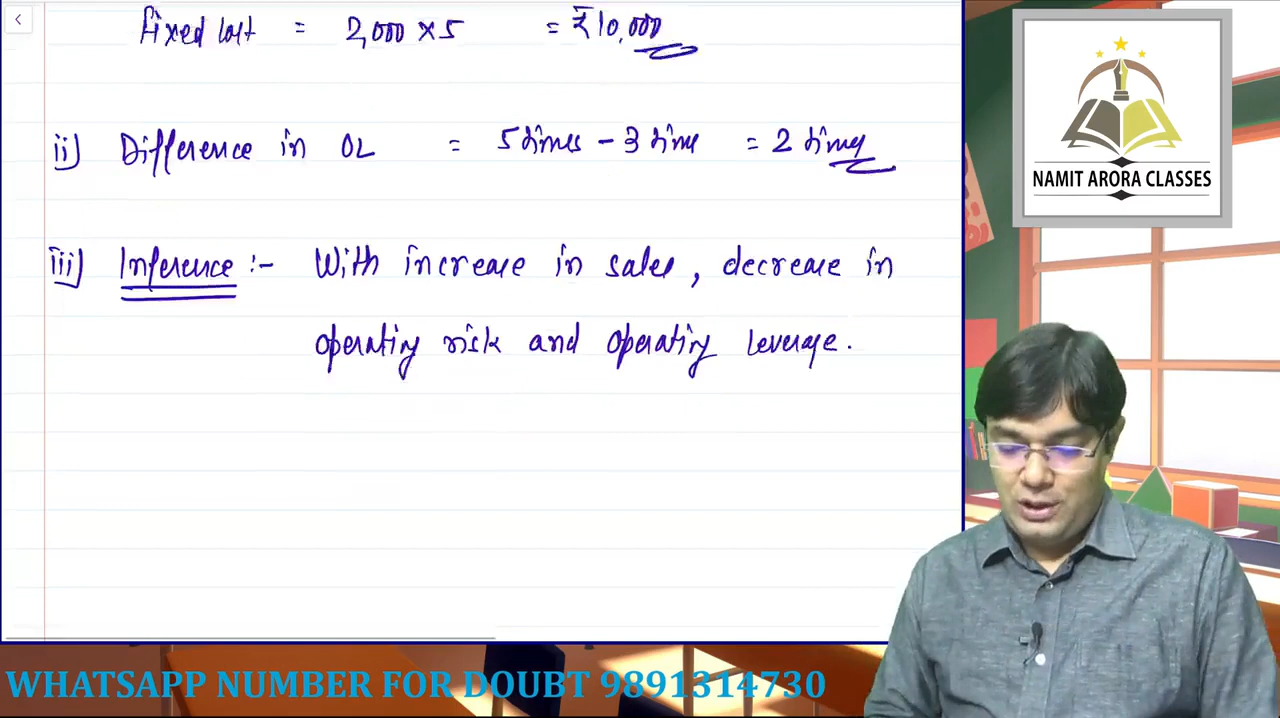 Fixed Cost = 2,000 × 5 = ₹10,000
ii) Difference in OL = 5 times - 3 time = 2 times
iii) Inference :- With increase in sales, decrease in
operating risk and operating leverage.
NAMIT ARORA CLASSES
WHATSAPP NUMBER FOR DOUBT 9891314730